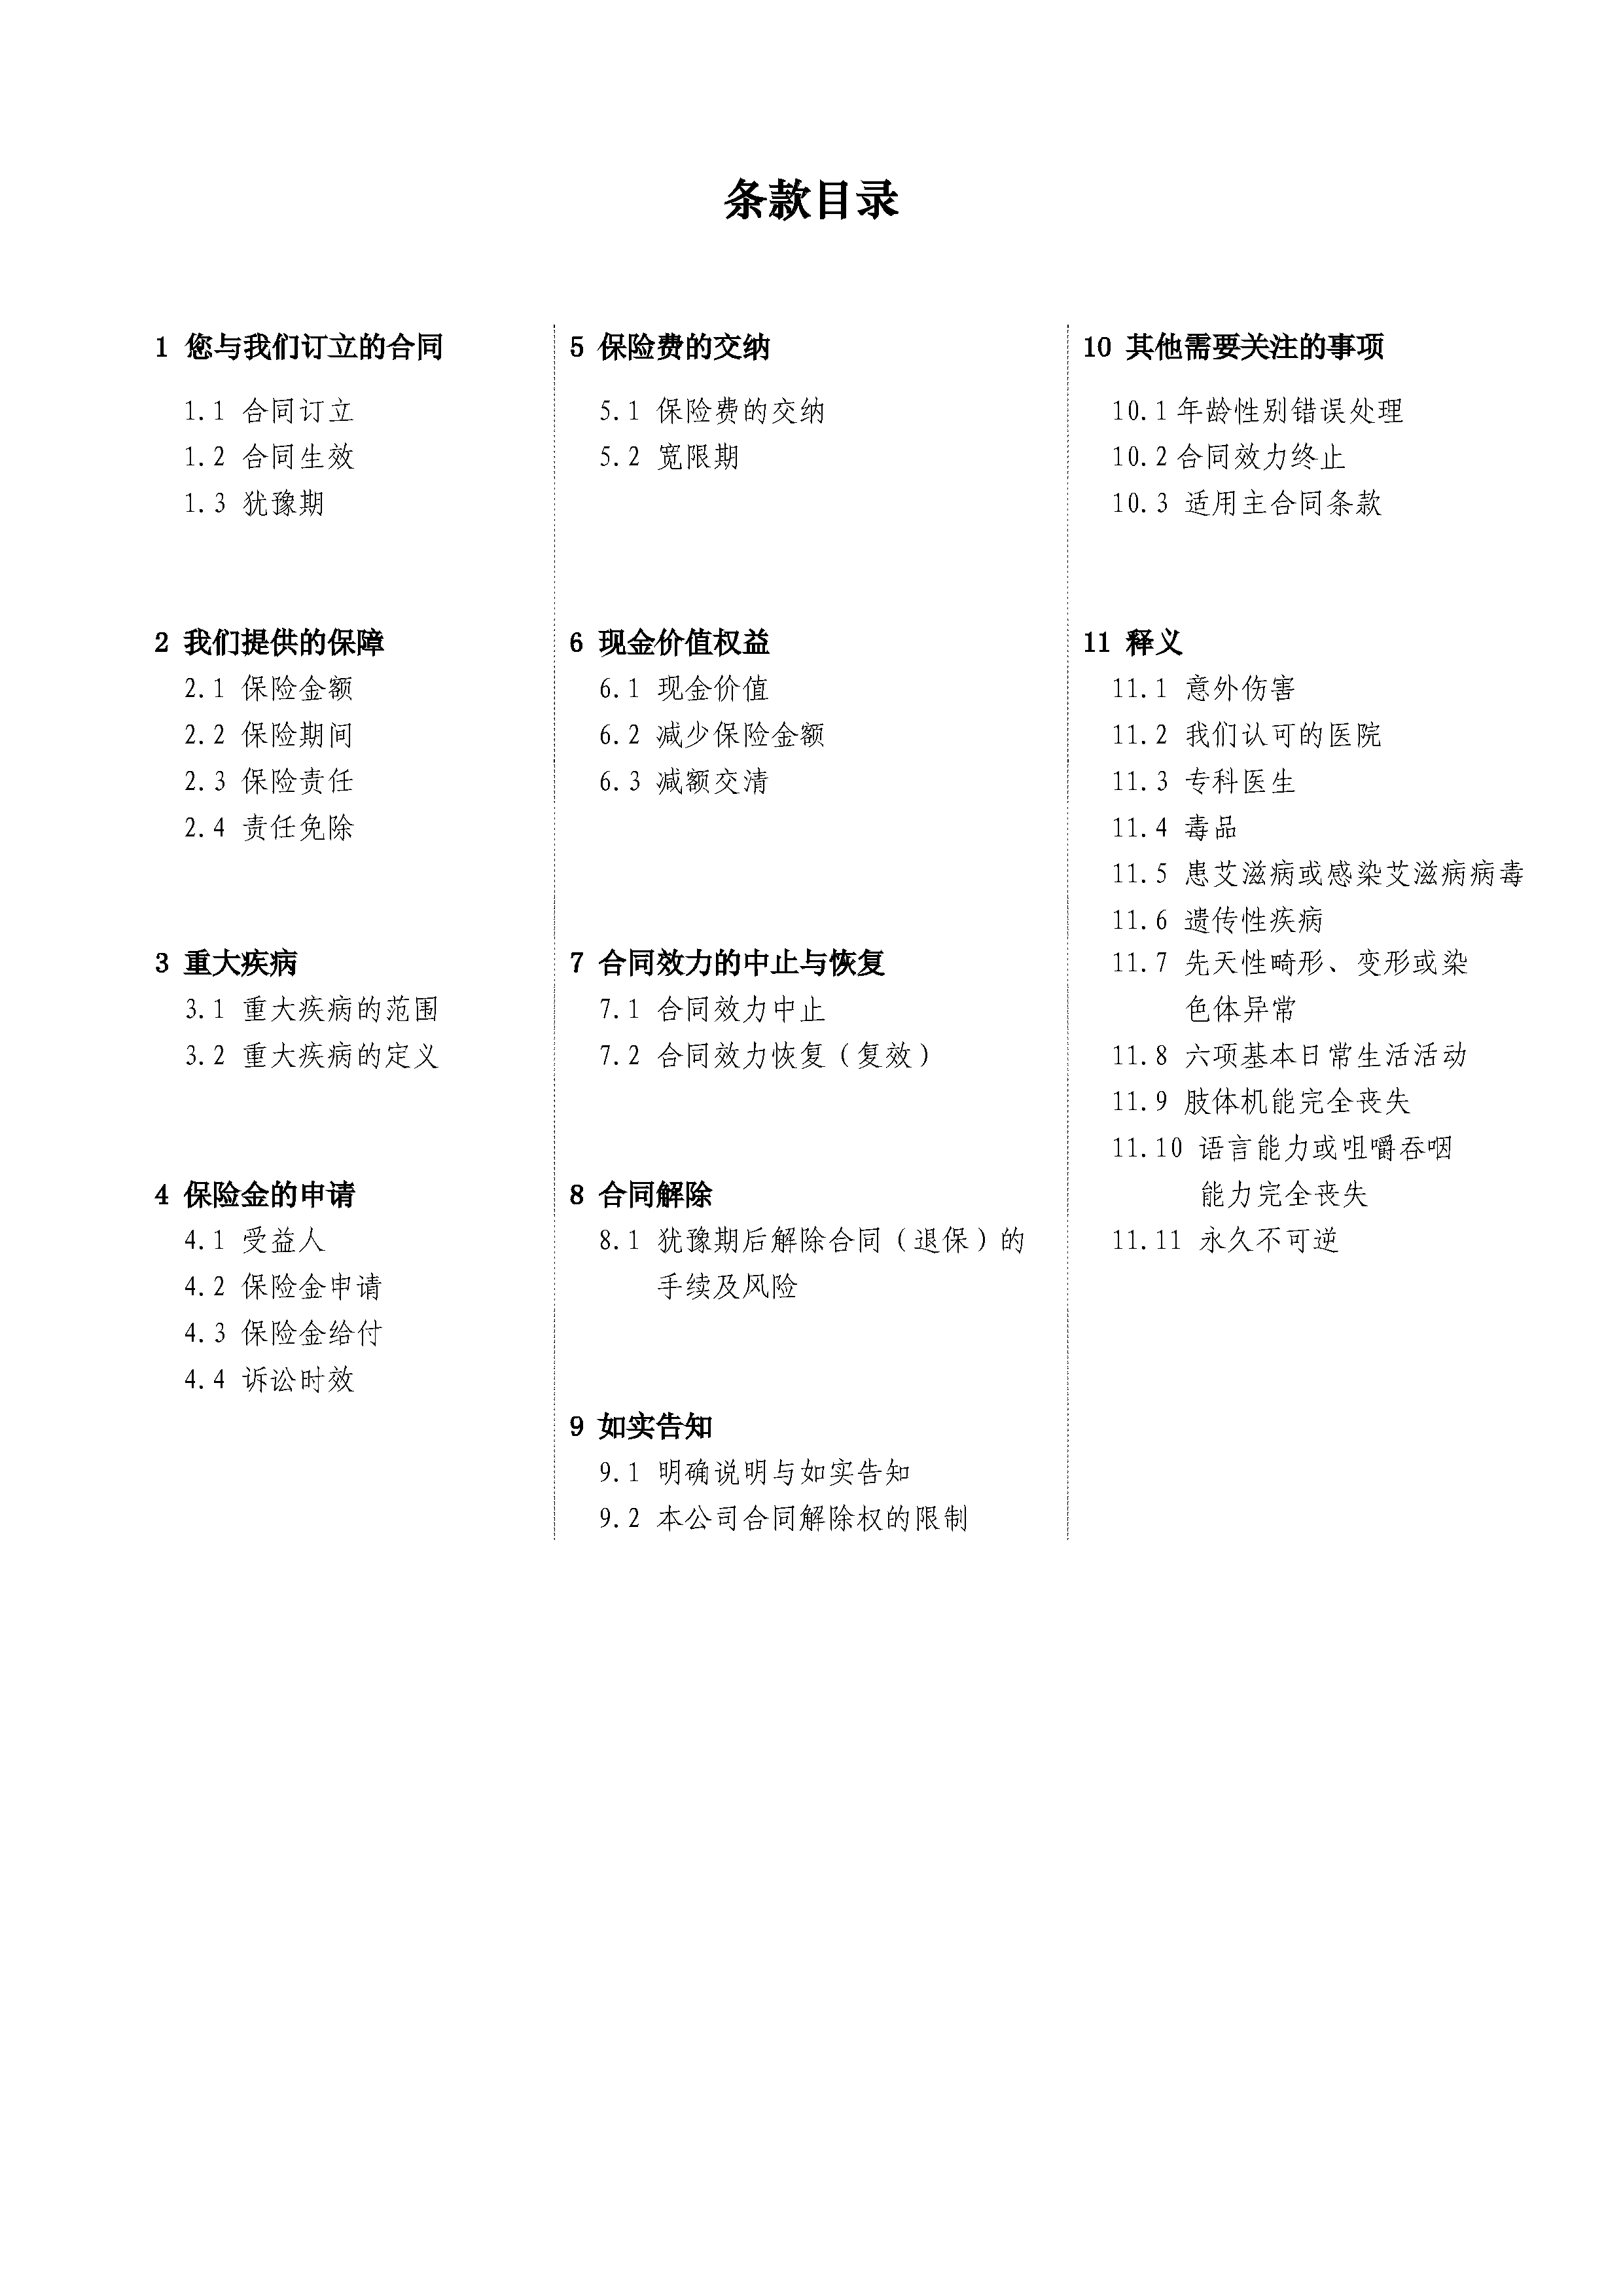 条款目录
1 您与我们订立的合同
1.1 合同订立
1.2 合同生效
1.3 犹豫期
2 我们提供的保障
2.1 保险金额
2.2 保险期间
2.3 保险责任
2.4 责任免除
3 重大疾病
3.1 重大疾病的范围
3.2 重大疾病的定义
4 保险金的申请
4.1 受益人
4.2 保险金申请
4.3 保险金给付
4.4 诉讼时效
5 保险费的交纳
5.1 保险费的交纳
5.2 宽限期
6 现金价值权益
6.1 现金价值
6.2 减少保险金额
6.3 减额交清
7 合同效力的中止与恢复
7.1 合同效力中止
7.2 合同效力恢复（复效）
8 合同解除
8.1 犹豫期后解除合同（退保）的
手续及风险
9 如实告知
9.1 明确说明与如实告知
9.2 本公司合同解除权的限制
10 其他需要关注的事项
10.1年龄性别错误处理
10.2合同效力终止
10.3 适用主合同条款
11 释义
11.1 意外伤害
11.2 我们认可的医院
11.3 专科医生
11.4 毒品
11.5 患艾滋病或感染艾滋病病毒
11.6 遗传性疾病
11.7 先天性畸形、变形或染
色体异常
11.8 六项基本日常生活活动
11.9 肢体机能完全丧失
11.10 语言能力或咀嚼吞咽
能力完全丧失
11.11 永久不可逆